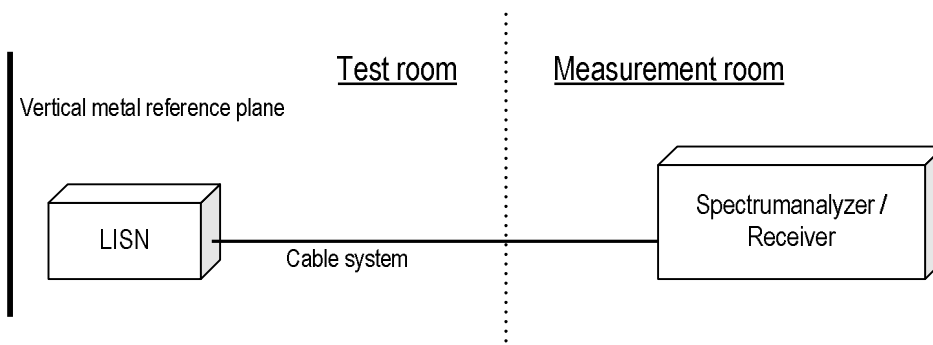 Test room
Measurement room
Vertical metal reference plane
LISN
Cable system
Spectrumanalyzer /
Receiver